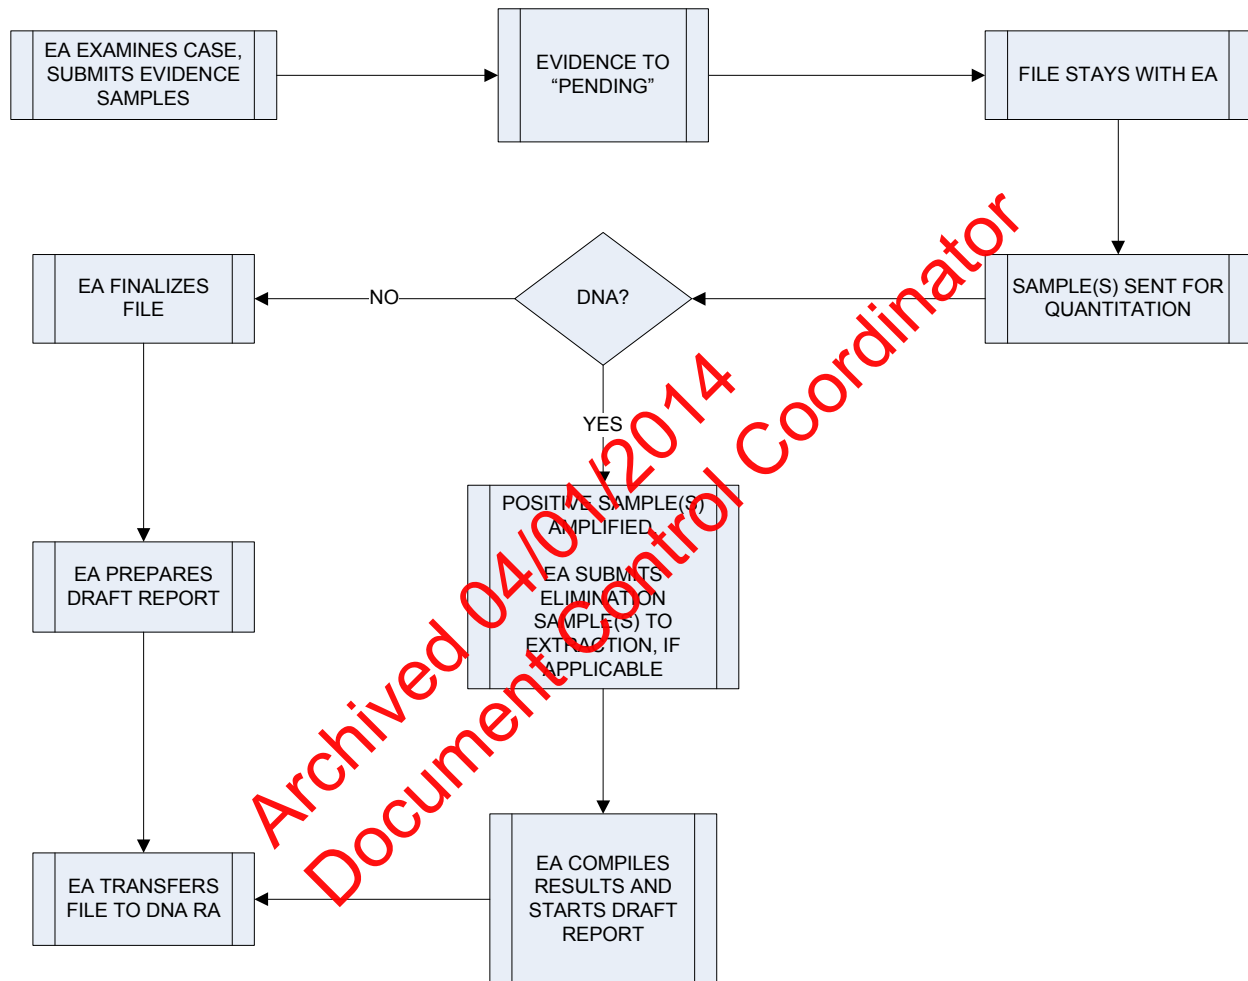 EA EXAMINES CASE,
SUBMITS EVIDENCE
SAMPLES
EVIDENCE TO
“PENDING”
FILE STAYS WITH EA
SAMPLE(S) SENT FOR
QUANTITATION
DNA?
NO
EA FINALIZES
FILE
YES
POSITIVE SAMPLE(S)
AMPLIFIED
EA SUBMITS
ELIMINATION
SAMPLE(S) TO
EXTRACTION, IF
APPLICABLE
EA PREPARES
DRAFT REPORT
EA COMPILES
RESULTS AND
STARTS DRAFT
REPORT
EA TRANSFERS
FILE TO DNA RA
Archived 04/01/2014
Document Control Coordinator